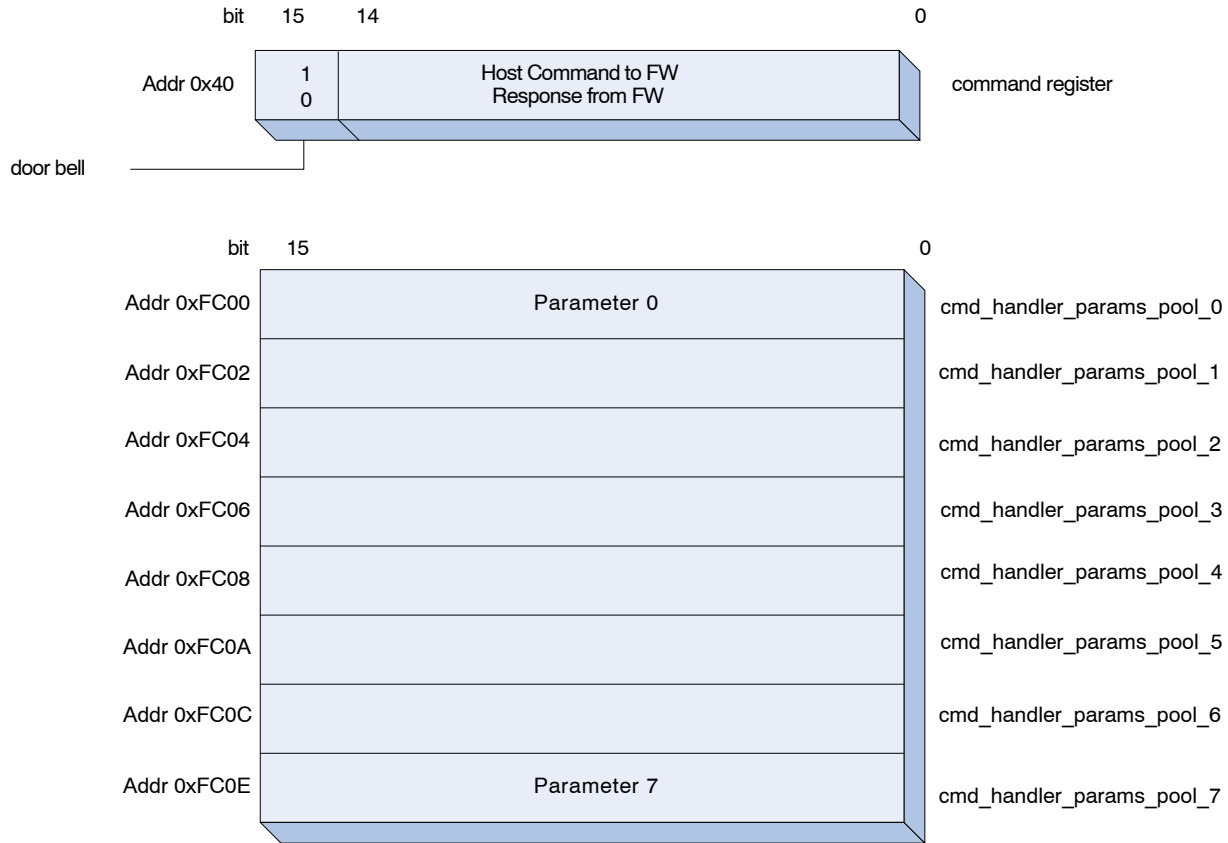 bit 15 14 0
Addr 0x40 1 Host Command to FW command register
0 Response from FW
door bell
bit 15 0
Addr 0xFC00 Parameter 0 cmd_handler_params_pool_0
Addr 0xFC02 cmd_handler_params_pool_1
Addr 0xFC04 cmd_handler_params_pool_2
Addr 0xFC06 cmd_handler_params_pool_3
Addr 0xFC08 cmd_handler_params_pool_4
Addr 0xFC0A cmd_handler_params_pool_5
Addr 0xFC0C cmd_handler_params_pool_6
Addr 0xFC0E Parameter 7 cmd_handler_params_pool_7